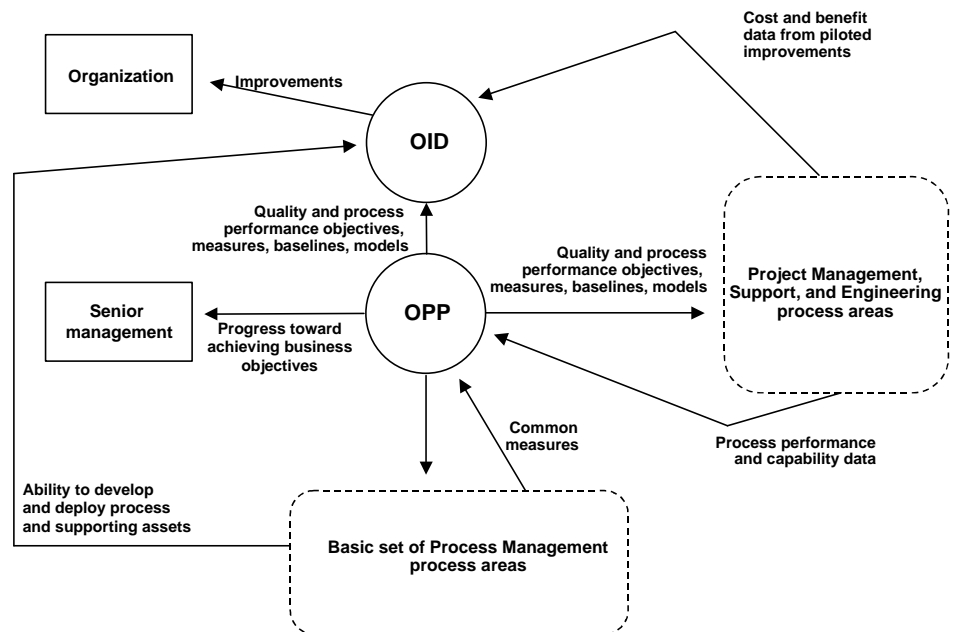 Cost and benefit
data from piloted
improvements
Organization
Improvements
OID
Quality and process
performance objectives,
measures, baselines, models
Quality and process
performance objectives,
measures, baselines, models
Project Management,
Support, and Engineering
process areas
Senior
management
OPP
Progress toward
achieving business
objectives
Common
measures
Process performance
and capability data
Ability to develop
and deploy process
and supporting assets
Basic set of Process Management
process areas